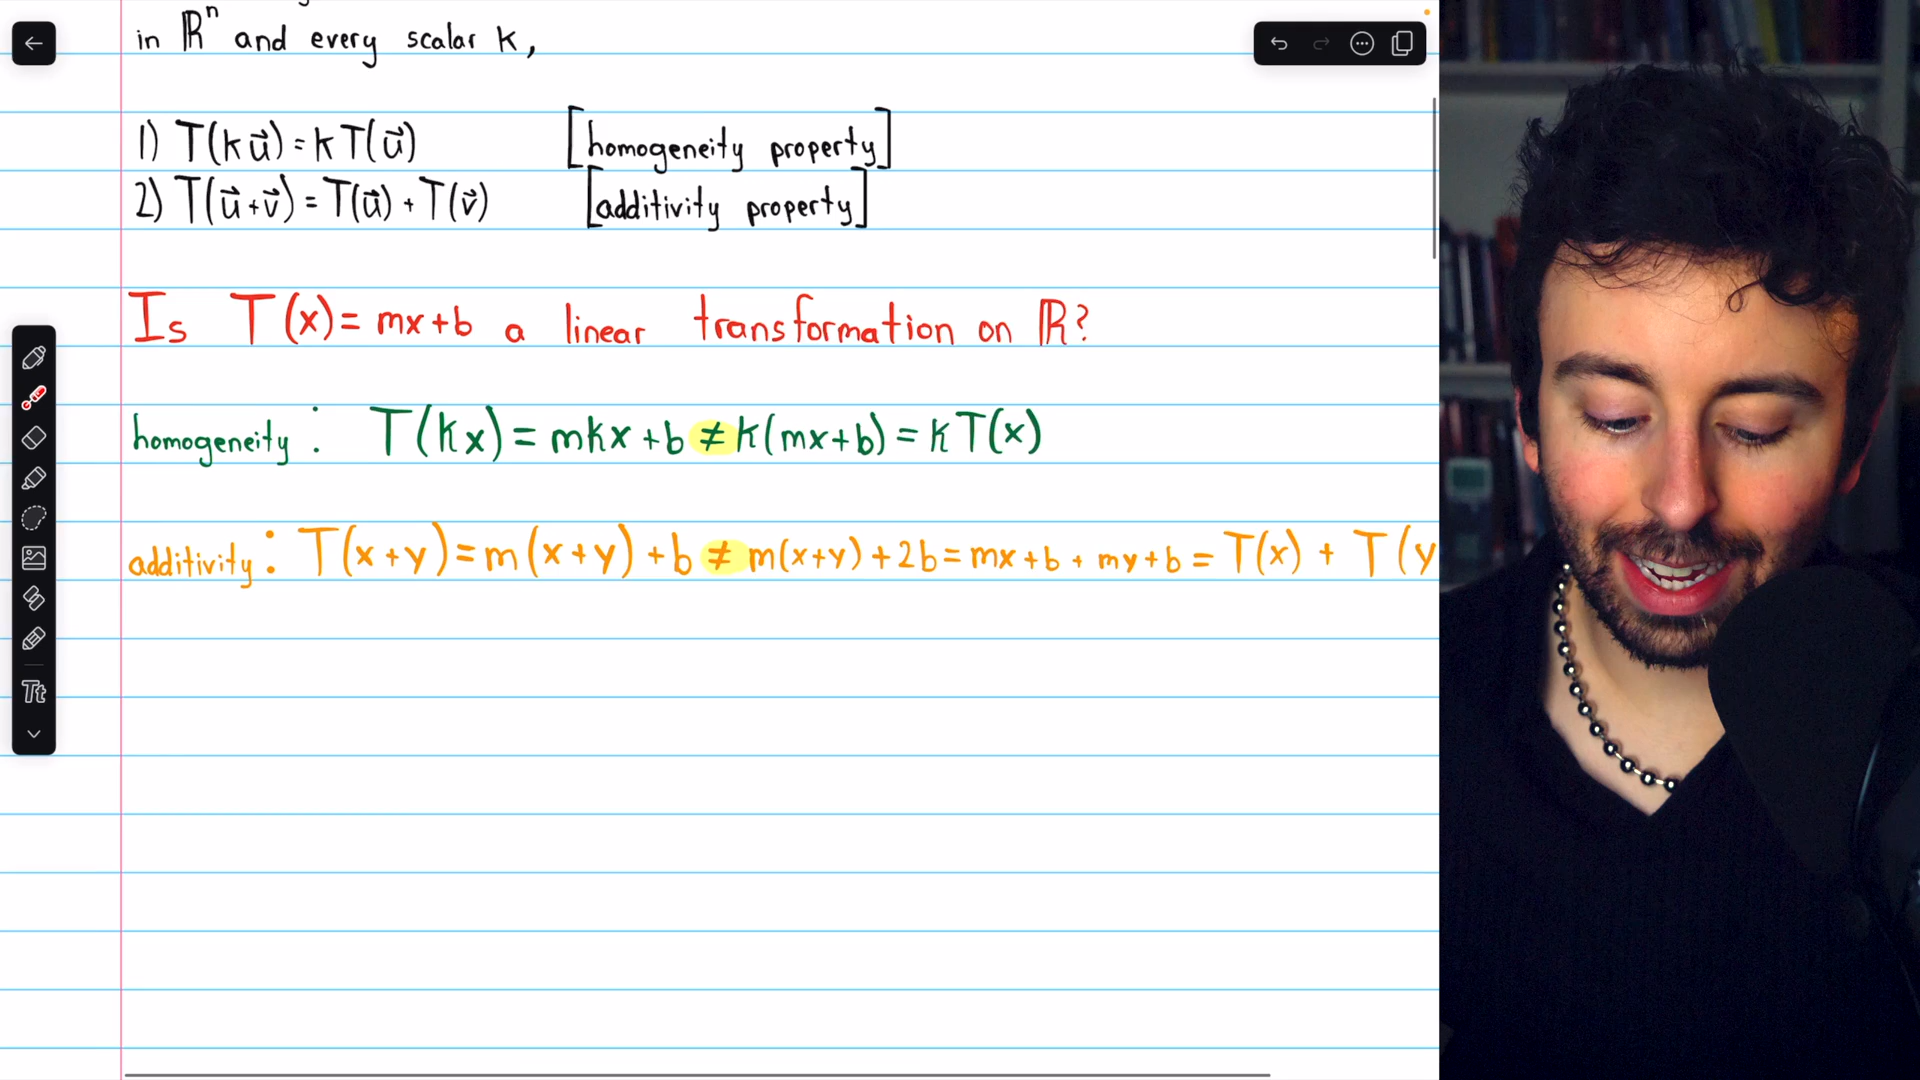 in ℝⁿ and every scalar k,
1) T(ku⃗) = kT(u⃗) [homogeneity property]
2) T(u⃗+v⃗) = T(u⃗) + T(v⃗) [additivity property]
Is T(x) = mx+b a linear transformation on ℝ?
homogeneity : T(kx) = mkx + b ≠ k(mx+b) = kT(x)
additivity : T(x+y) = m(x+y) + b ≠ m(x+y) + 2b = mx+b + my+b = T(x) + T(y
Tt